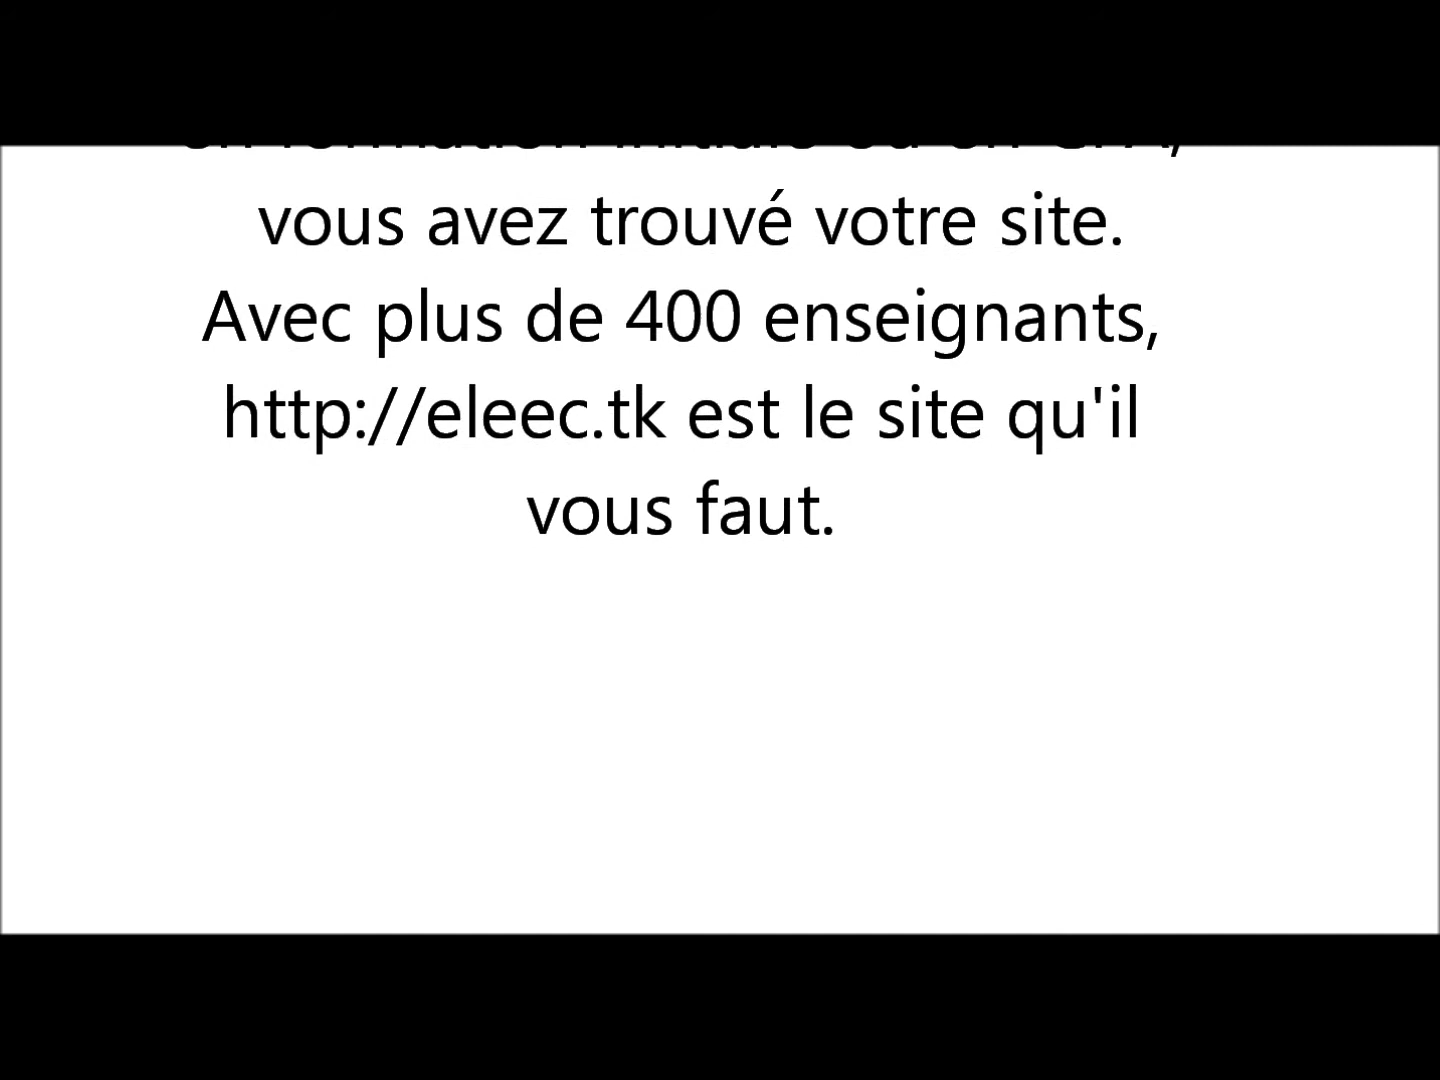 vous avez trouvé votre site.
Avec plus de 400 enseignants,
http://eleec.tk est le site qu'il
vous faut.